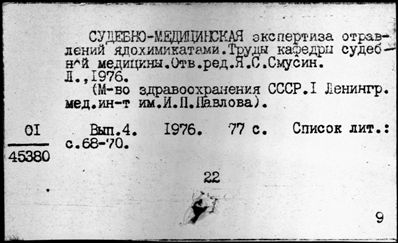 СУДЕБНО-МЕДИЦИНСКАЯ экспертиза отрав-
лений ядохимикатами.Труды кафедры судеб-
н^й медицины.Отв.ред.Я.С.Смусин.
Л.,1976.
(М-во здравоохранения СССР.I Ленингр.
мед.ин-т им.И.П.Павлова).
01 Вып.4. 1976. 77 с. Список лит.:
45380 с.68-70.
22
9